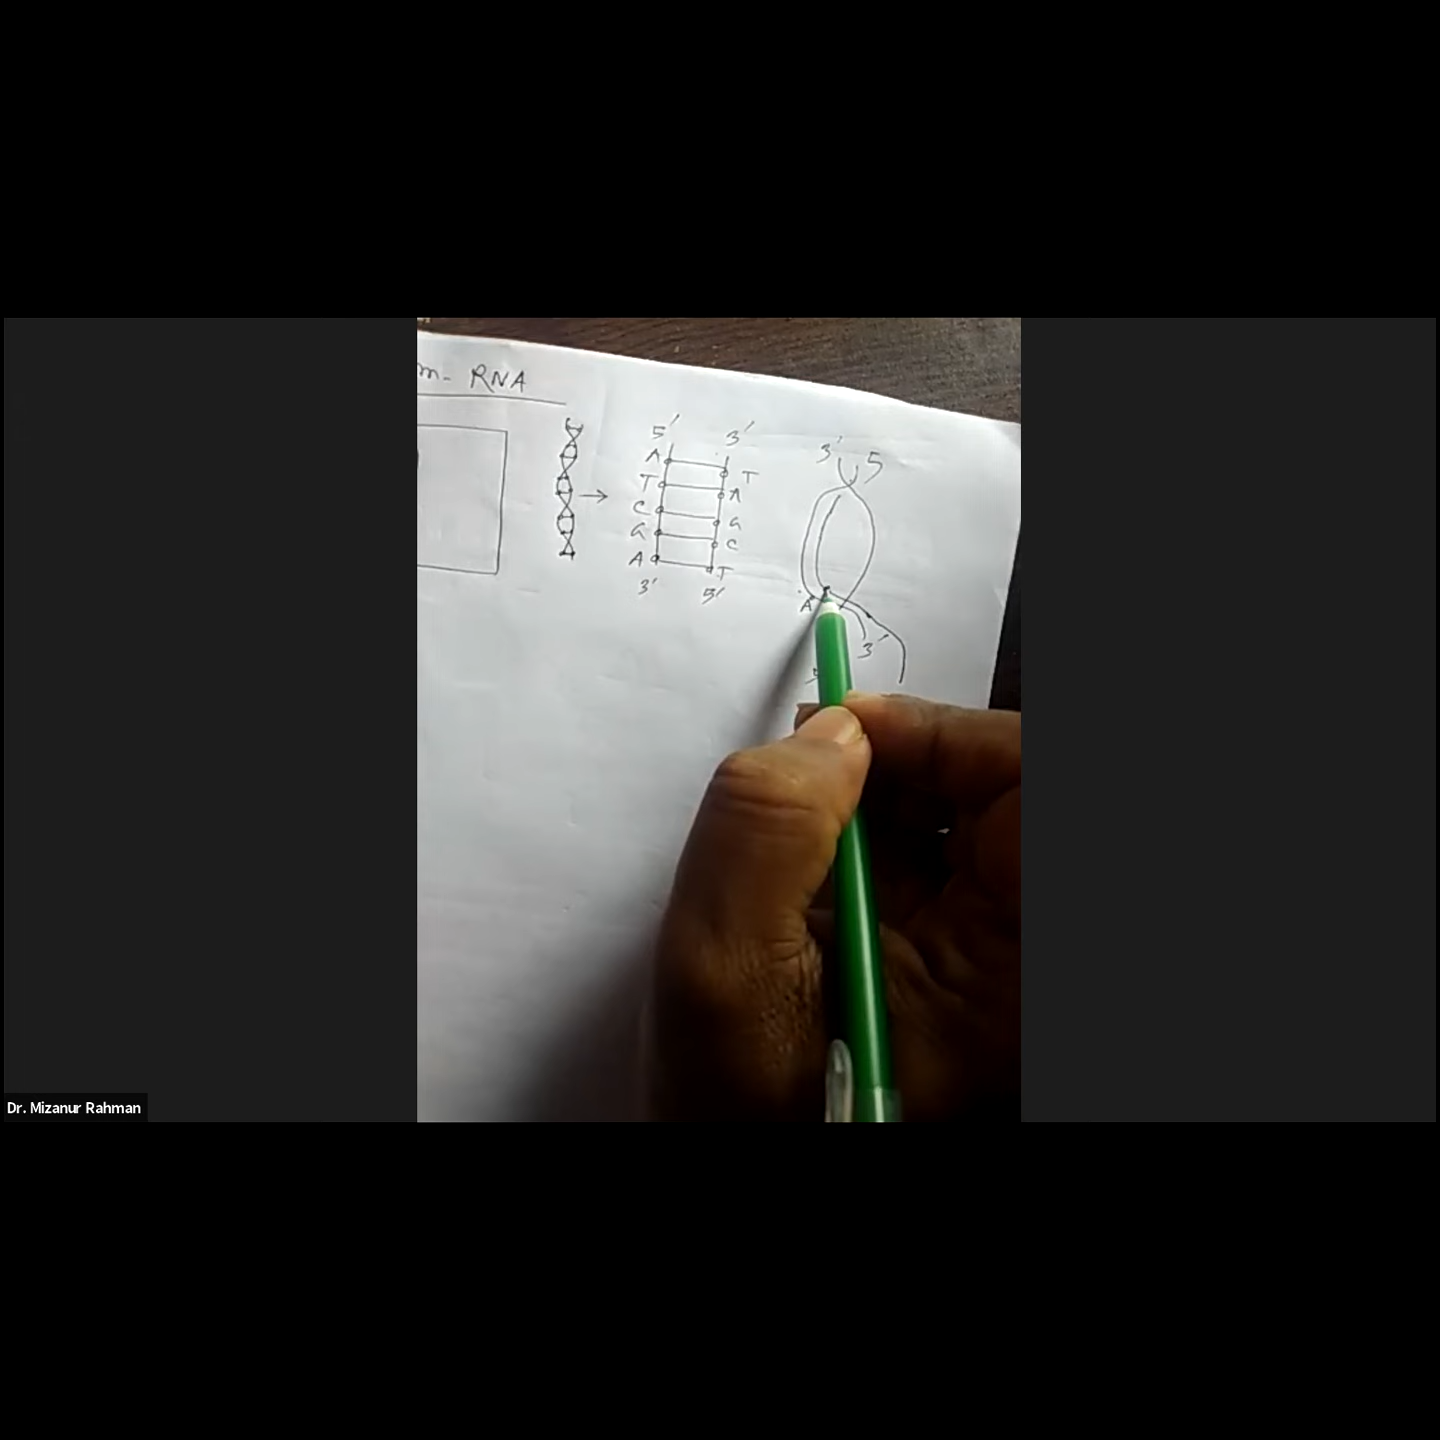 m- RNA
5' 3'
A T
T A
C G
G C
A T
3' 5'
3' 5
A
3'
Dr. Mizanur Rahman